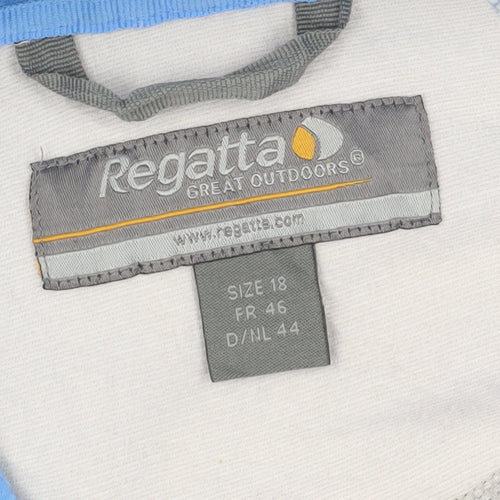 Regatta
GREAT OUTDOORS®
www.regatta.com
SIZE 18
FR 46
D/NL 44